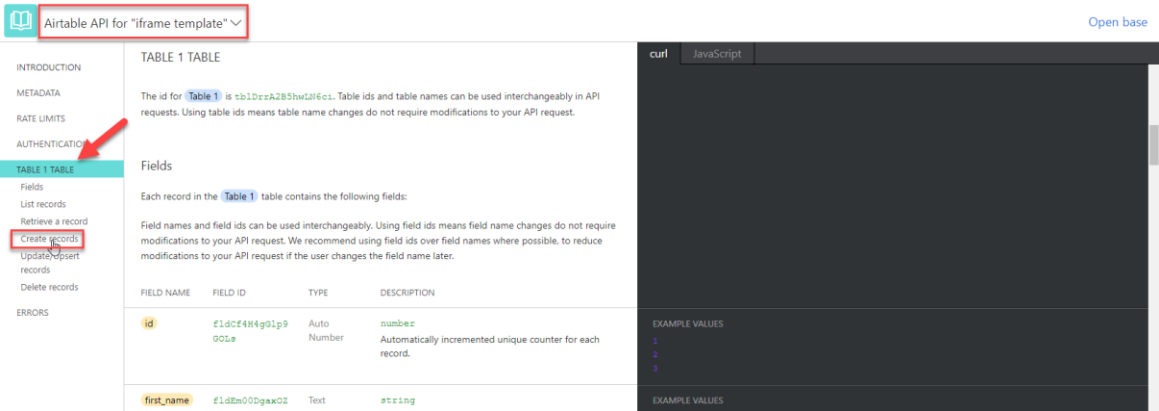 Airtable API for "iframe template"
Open base
INTRODUCTION
METADATA
RATE LIMITS
AUTHENTICATION
TABLE 1 TABLE
Fields
List records
Retrieve a record
Create records
Update/Upsert
records
Delete records
ERRORS
TABLE 1 TABLE
The id for Table 1 is tblDrrA2B5hwLN6ci. Table ids and table names can be used interchangeably in API
requests. Using table ids means table name changes do not require modifications to your API request.
Fields
Each record in the Table 1 table contains the following fields:
Field names and field ids can be used interchangeably. Using field ids means field name changes do not require
modifications to your API request. We recommend using field ids over field names where possible, to reduce
modifications to your API request if the user changes the field name later.
FIELD NAME FIELD ID TYPE DESCRIPTION
id fldCf4H4gGlp9 Auto number
GOLs Number Automatically incremented unique counter for each
record.
first_name fldEm00DgaxOZ Text string
curl JavaScript
EXAMPLE VALUES
1
2
3
EXAMPLE VALUES